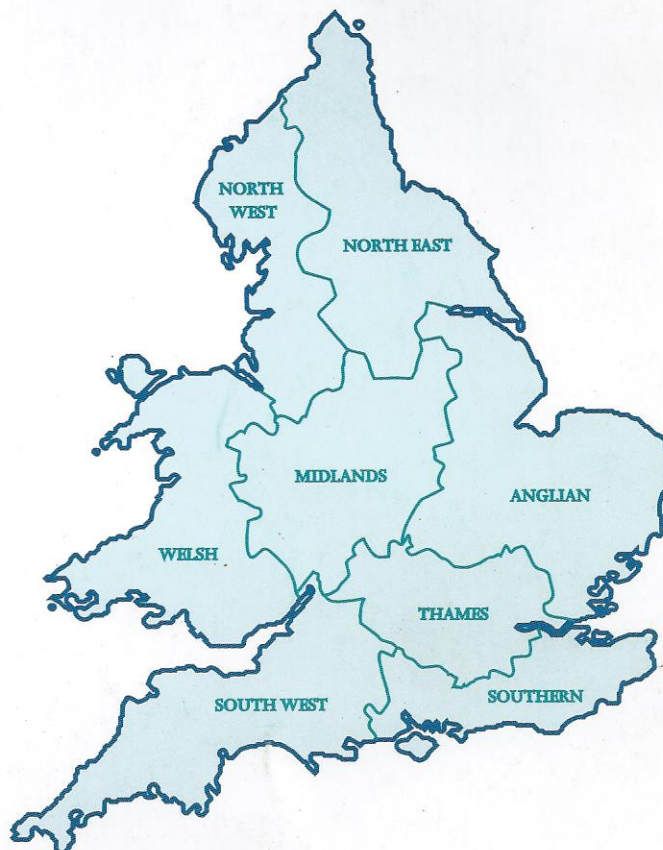 NORTH
WEST
NORTH EAST
MIDLANDS
ANGLIAN
WELSH
THAMES
SOUTHERN
SOUTH WEST